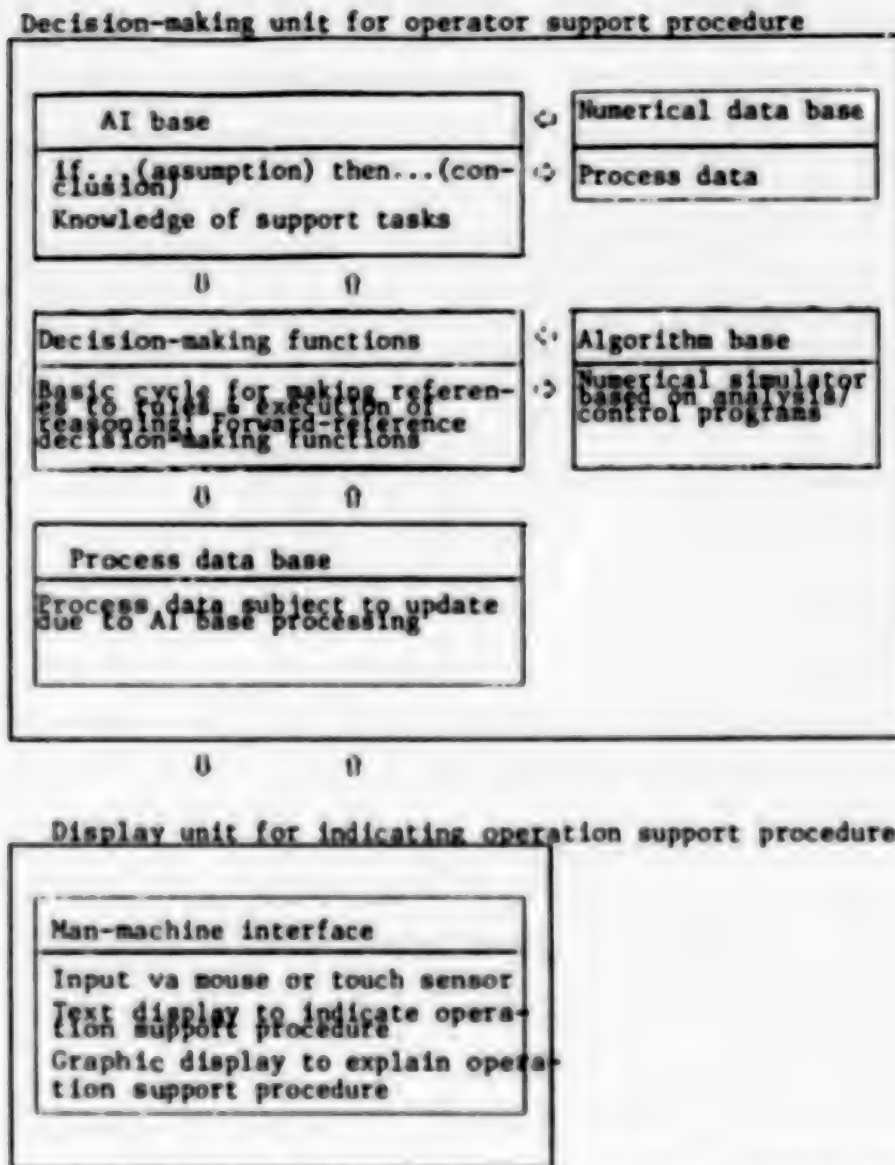 Decision-making unit for operator support procedure
AI base
if...(assumption) then...(con-
clusion)
Knowledge of support tasks
Numerical data base
Process data
Decision-making functions
Basic cycle for making referen-
es to rules & execution of
reasoning; Forward-reference
decision-making functions
Algorithm base
Numerical simulator
based on analysis/
control programs
Process data base
Process data subject to update
due to AI base processing
Display unit for indicating operation support procedure
Man-machine interface
Input va mouse or touch sensor
Text display to indicate opera-
tion support procedure
Graphic display to explain opera-
tion support procedure